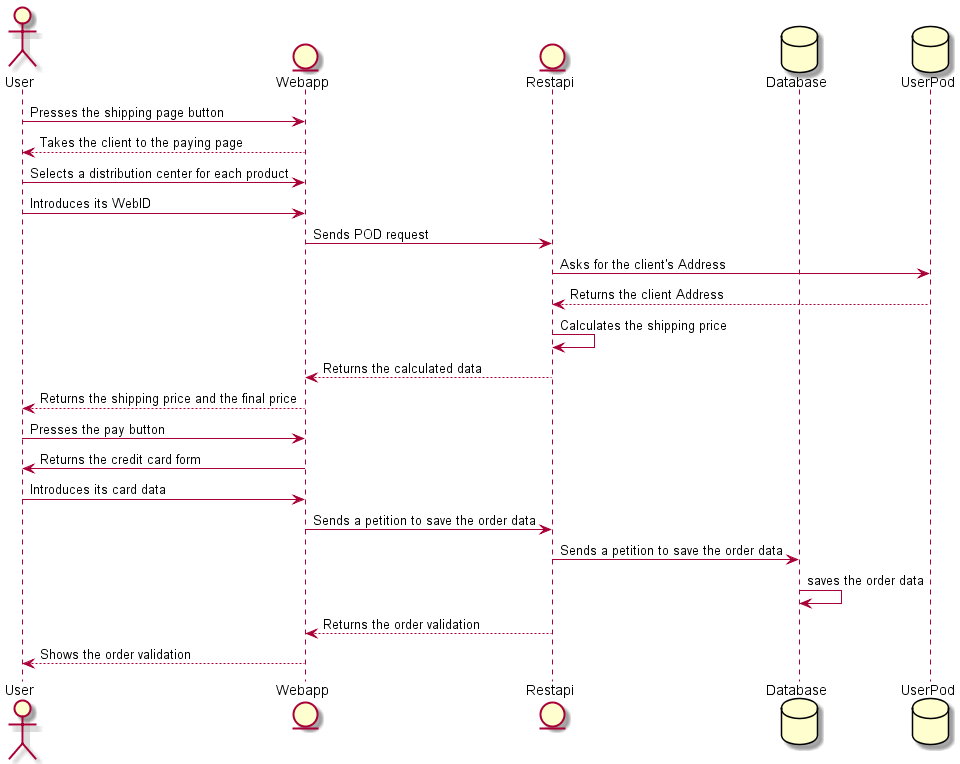 User
Webapp
Restapi
Database
UserPod
Presses the shipping page button
Takes the client to the paying page
Selects a distribution center for each product
Introduces its WebID
Sends POD request
Asks for the client's Address
Returns the client Address
Calculates the shipping price
Returns the calculated data
Returns the shipping price and the final price
Presses the pay button
Returns the credit card form
Introduces its card data
Sends a petition to save the order data
Sends a petition to save the order data
saves the order data
Returns the order validation
Shows the order validation
User
Webapp
Restapi
Database
UserPod